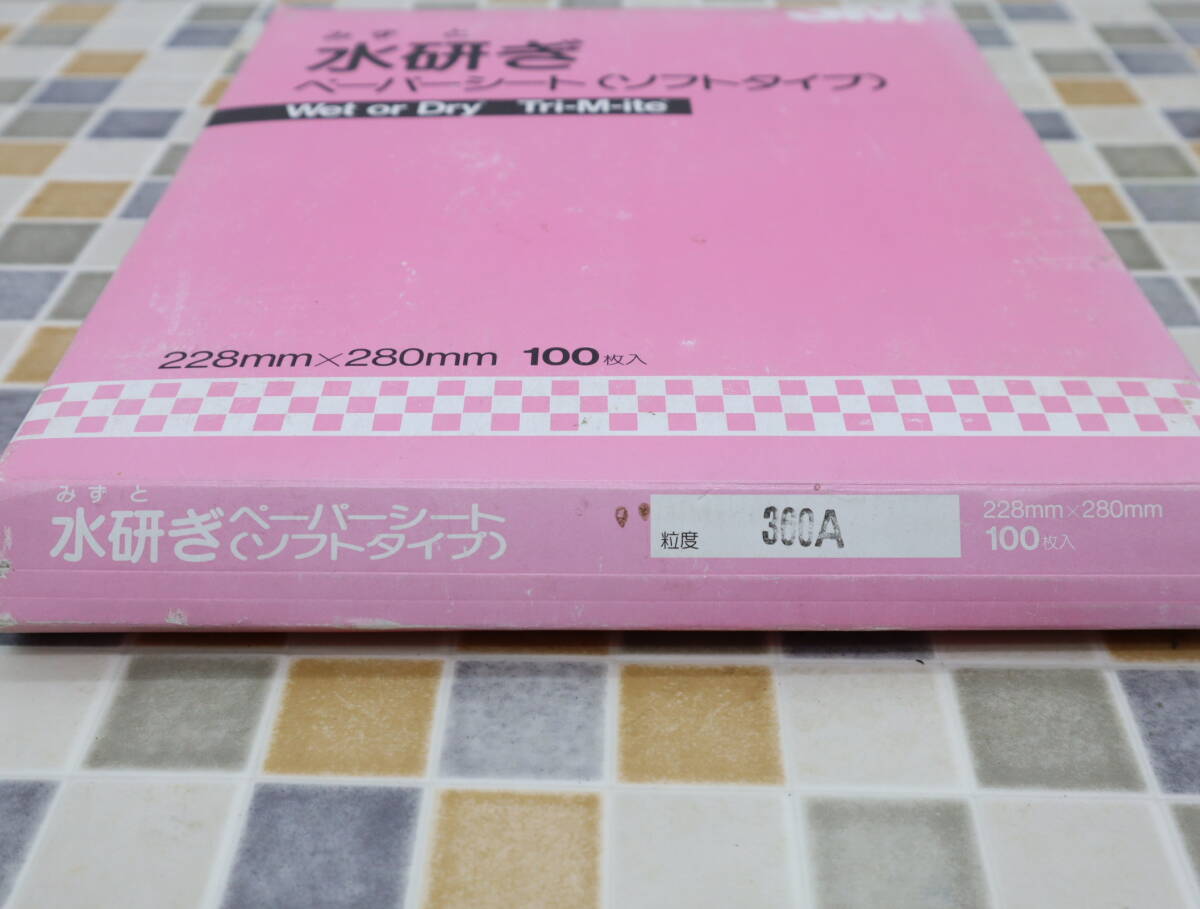 3M
みずと
水研ぎ
ペーパーシート(ソフトタイプ)
Wet or Dry Tri-M-ite
228mm×280mm 100枚入
みずと
水研ぎ ペーパーシート
(ソフトタイプ)
粒度 360A
228mm×280mm
100枚入